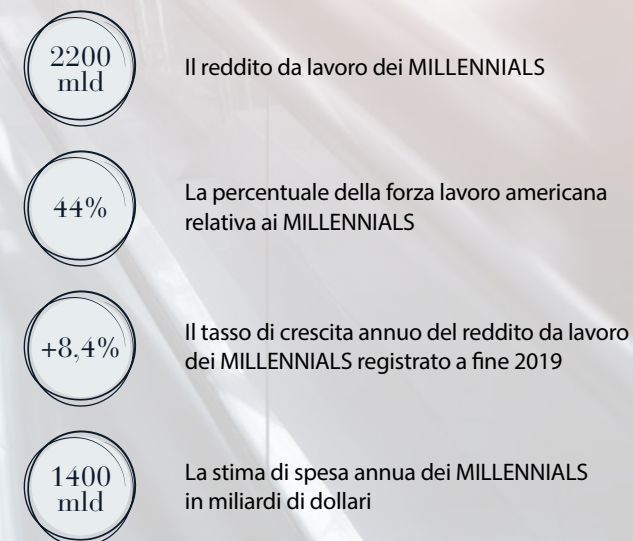 2200
mld
Il reddito da lavoro dei MILLENNIALS
44%
La percentuale della forza lavoro americana
relativa ai MILLENNIALS
+8,4%
Il tasso di crescita annuo del reddito da lavoro
dei MILLENNIALS registrato a fine 2019
1400
mld
La stima di spesa annua dei MILLENNIALS
in miliardi di dollari